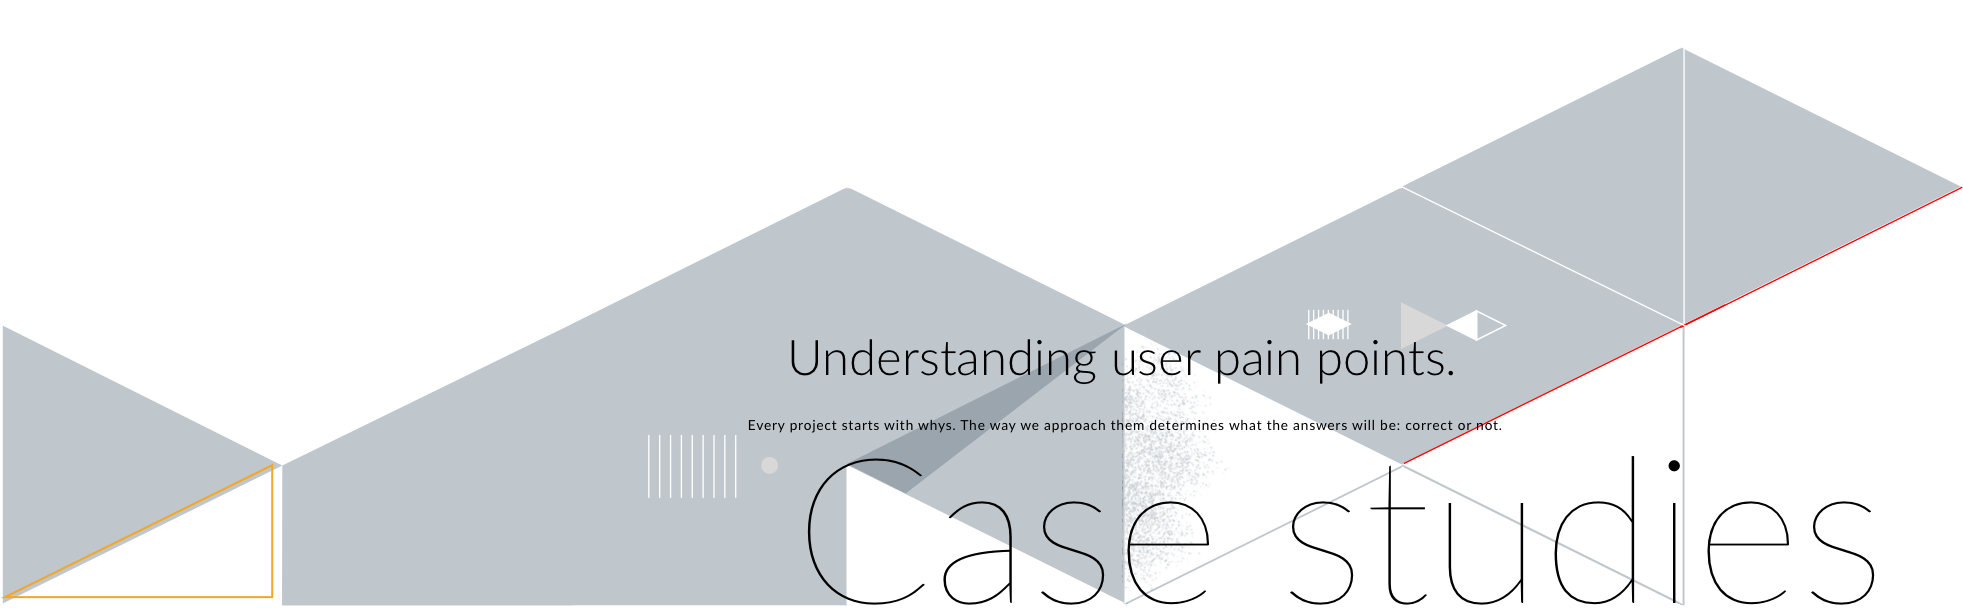 Understanding user pain points.
Every project starts with whys. The way we approach them determines what the answers will be: correct or not.
Case studies